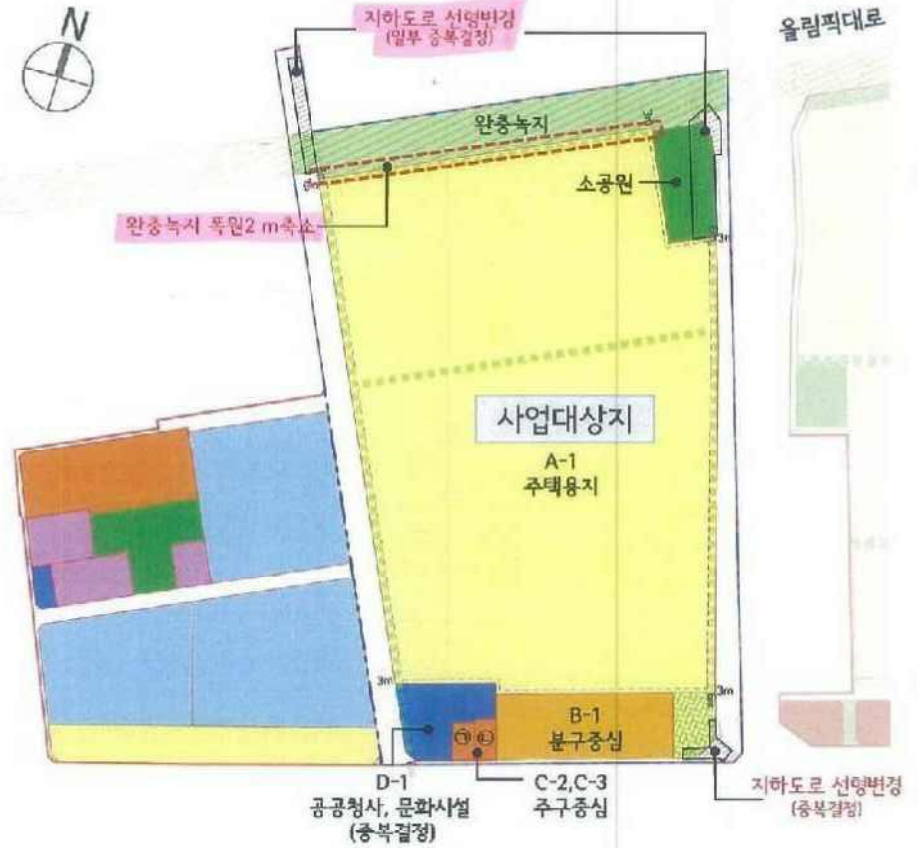 N
지하도로 선형변경
(일부 중복결정)
올림픽대로
완충녹지
소공원
완충녹지 폭원2 m축소
3m
사업대상지
A-1
주택용지
3m
3m
B-1
분구중심
㉠ ㉡
D-1
공공청사, 문화시설
(중복결정)
C-2,C-3
주구중심
지하도로 선형변경
(중복결정)